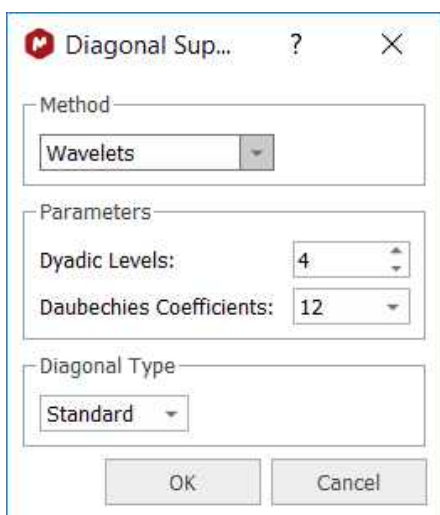 Diagonal Sup... ?
Method
Wavelets
Parameters
Dyadic Levels: 4
Daubechies Coefficients: 12
Diagonal Type
Standard
OK Cancel